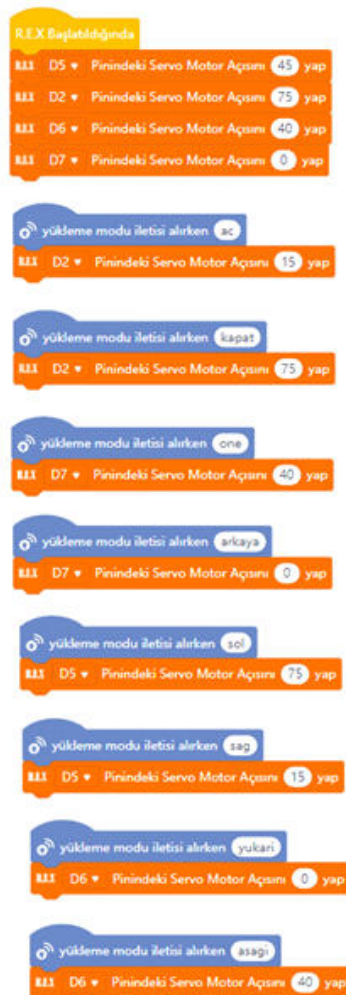 R.E.X Başlatıldığında
R.E.X D5 Pinindeki Servo Motor Açısını 45 yap
R.E.X D2 Pinindeki Servo Motor Açısını 75 yap
R.E.X D6 Pinindeki Servo Motor Açısını 40 yap
R.E.X D7 Pinindeki Servo Motor Açısını 0 yap
yükleme modu iletisi alırken ac
R.E.X D2 Pinindeki Servo Motor Açısını 15 yap
yükleme modu iletisi alırken kapat
R.E.X D2 Pinindeki Servo Motor Açısını 75 yap
yükleme modu iletisi alırken one
R.E.X D7 Pinindeki Servo Motor Açısını 40 yap
yükleme modu iletisi alırken arkaya
R.E.X D7 Pinindeki Servo Motor Açısını 0 yap
yükleme modu iletisi alırken sol
R.E.X D5 Pinindeki Servo Motor Açısını 75 yap
yükleme modu iletisi alırken sag
R.E.X D5 Pinindeki Servo Motor Açısını 15 yap
yükleme modu iletisi alırken yukari
R.E.X D6 Pinindeki Servo Motor Açısını 0 yap
yükleme modu iletisi alırken asagi
R.E.X D6 Pinindeki Servo Motor Açısını 40 yap